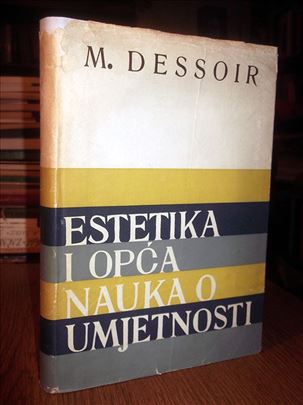 M. DESSOIR
ESTETIKA
I OPĆA
NAUKA O
UMJETNOSTI